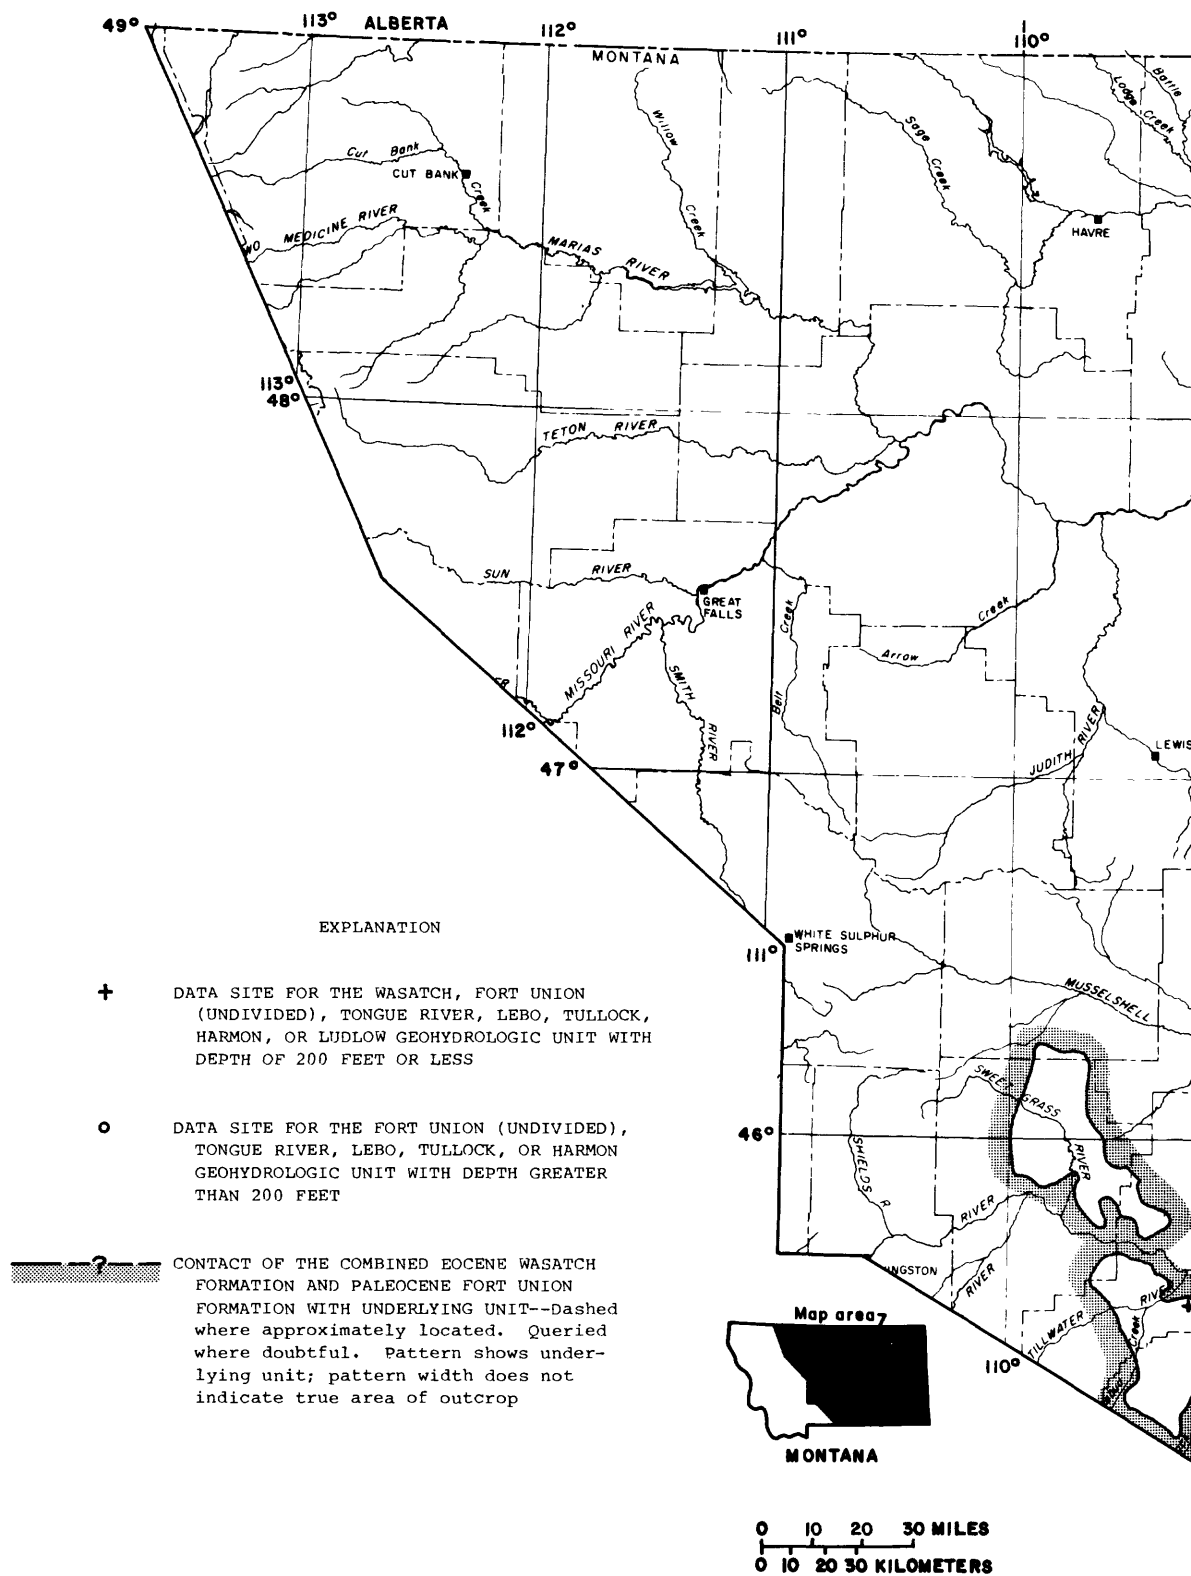 49°
113°
ALBERTA
112°
111°
110°
MONTANA
Willow
Creek
Sage
Creek
Lodge Creek
Battle
Cut Bank
CUT BANK
Creek
HAVRE
WO MEDICINE RIVER
MARIAS
RIVER
113°
48°
TETON RIVER
SUN RIVER
GREAT
FALLS
Creek
Belt
Arrow
Creek
MISSOURI RIVER
SMITH
RIVER
112°
47°
JUDITH RIVER
LEWIS
WHITE SULPHUR
SPRINGS
111°
MUSSELSHELL
SWEET GRASS
RIVER
46°
SHIELDS R
RIVER
NGSTON
RIVER
TILLWATER
RIVE
Creek
110°
EXPLANATION
+ DATA SITE FOR THE WASATCH, FORT UNION
(UNDIVIDED), TONGUE RIVER, LEBO, TULLOCK,
HARMON, OR LUDLOW GEOHYDROLOGIC UNIT WITH
DEPTH OF 200 FEET OR LESS
o DATA SITE FOR THE FORT UNION (UNDIVIDED),
TONGUE RIVER, LEBO, TULLOCK, OR HARMON
GEOHYDROLOGIC UNIT WITH DEPTH GREATER
THAN 200 FEET
? CONTACT OF THE COMBINED EOCENE WASATCH
FORMATION AND PALEOCENE FORT UNION
FORMATION WITH UNDERLYING UNIT--Dashed
where approximately located. Queried
where doubtful. Pattern shows under-
lying unit; pattern width does not
indicate true area of outcrop
Map area
MONTANA
0 10 20 30 MILES
0 10 20 30 KILOMETERS